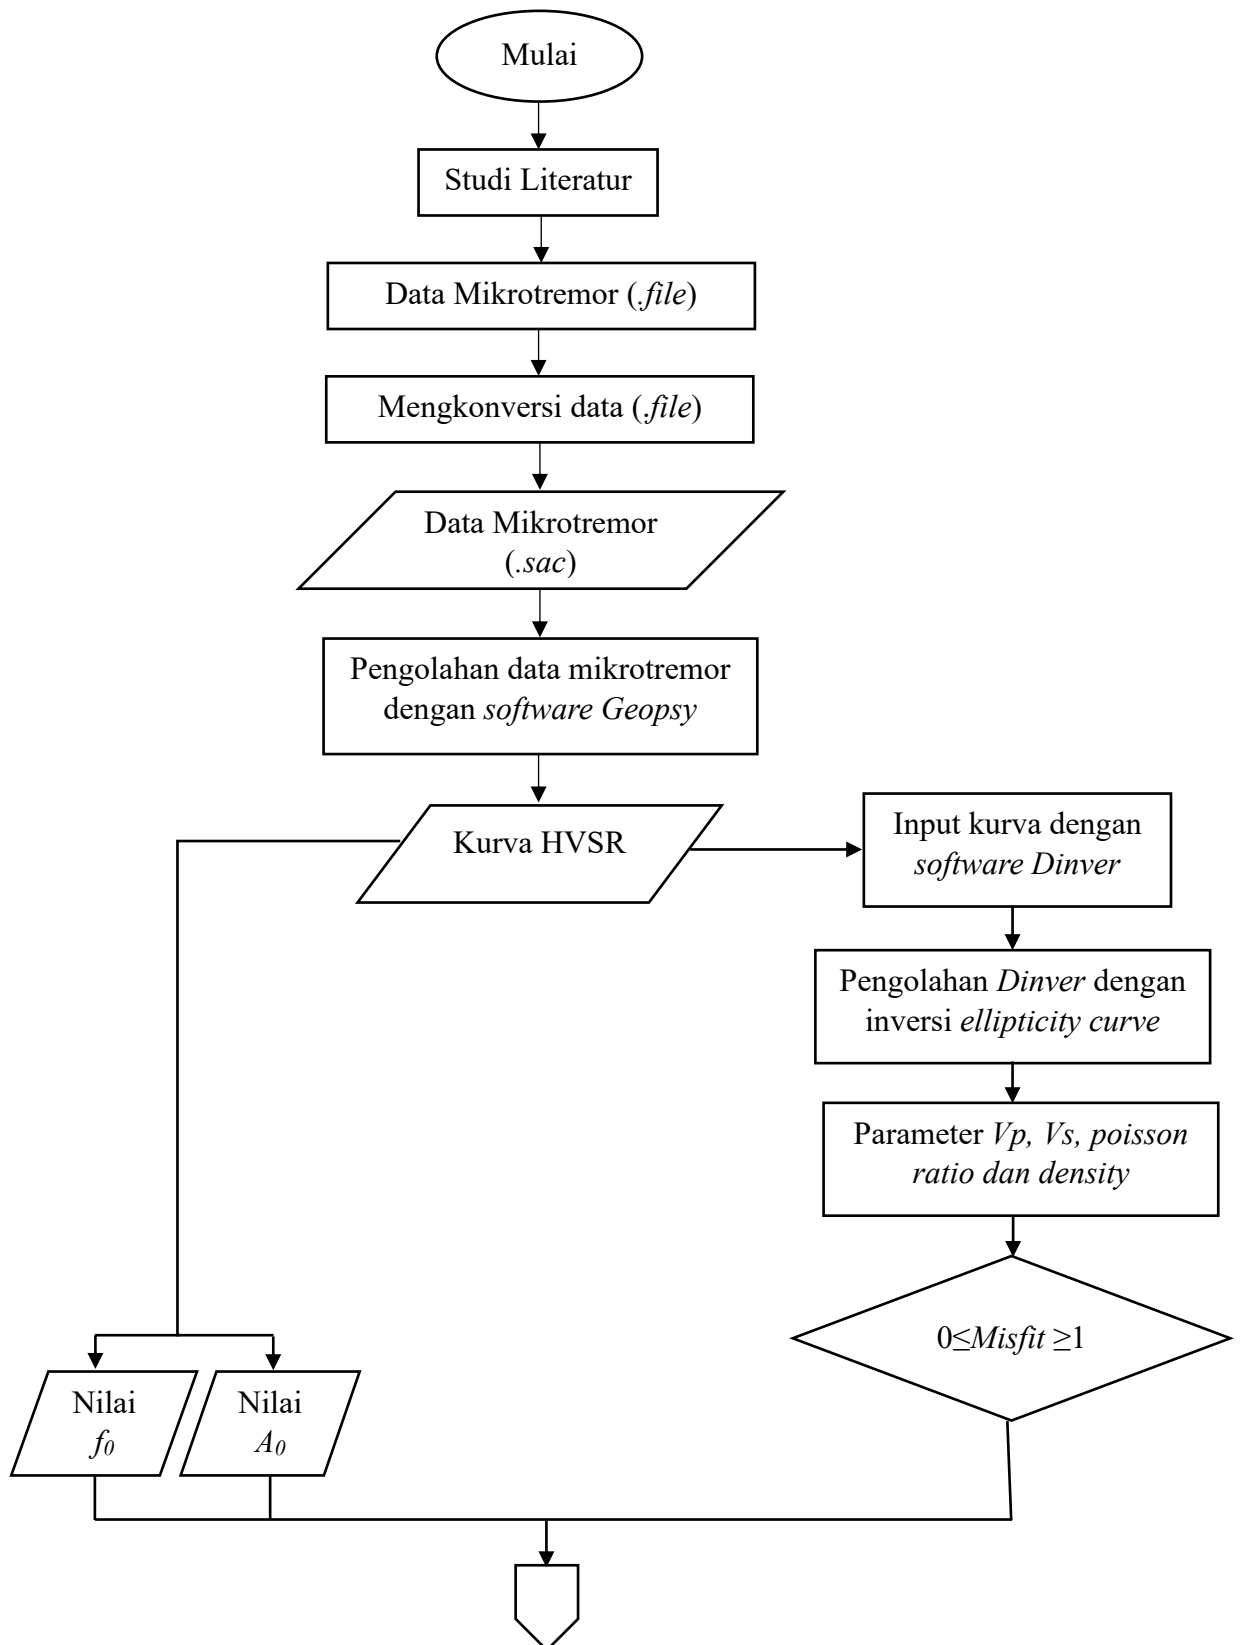 Mulai
Studi Literatur
Data Mikrotremor (.file)
Mengkonversi data (.file)
Data Mikrotremor
(.sac)
Pengolahan data mikrotremor
dengan software Geopsy
Kurva HVSR
Input kurva dengan
software Dinver
Pengolahan Dinver dengan
inversi ellipticity curve
Parameter Vp, Vs, poisson
ratio dan density
0≤Misfit ≥1
Nilai
f₀
Nilai
A₀